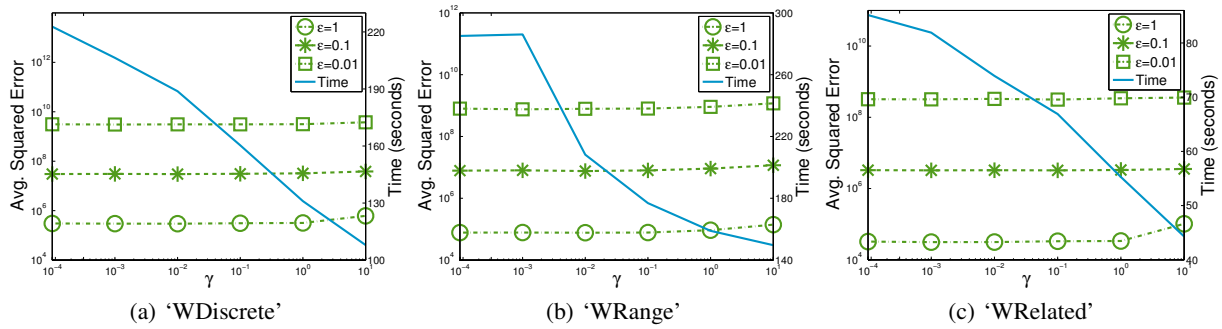 Avg. Squared Error
10^12
10^10
10^8
10^6
10^4
10^-4
10^-3
10^-2
10^-1
10^0
10^1
γ
220
190
160
130
100
Time (seconds)
ε=1
ε=0.1
ε=0.01
Time
(a) ‘WDiscrete’
Avg. Squared Error
10^12
10^10
10^8
10^6
10^4
10^-4
10^-3
10^-2
10^-1
10^0
10^1
γ
300
260
220
180
140
Time (seconds)
ε=1
ε=0.1
ε=0.01
Time
(b) ‘WRange’
Avg. Squared Error
10^10
10^8
10^6
10^4
10^-4
10^-3
10^-2
10^-1
10^0
10^1
γ
80
70
60
50
40
Time (seconds)
ε=1
ε=0.1
ε=0.01
Time
(c) ‘WRelated’